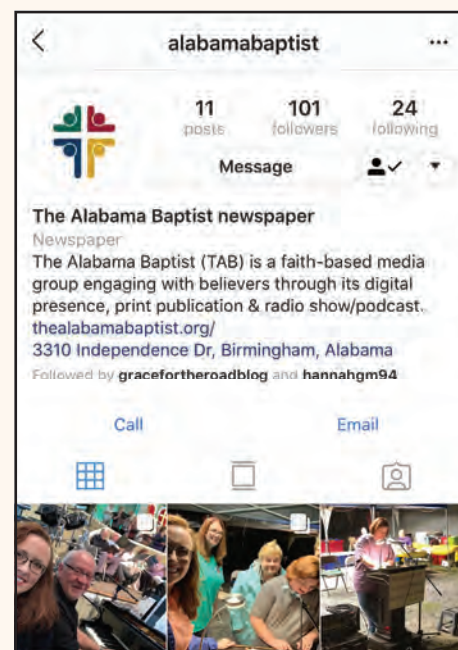 alabamabaptist
11 101 24
posts followers following
Message
The Alabama Baptist newspaper
Newspaper
The Alabama Baptist (TAB) is a faith-based media
group engaging with believers through its digital
presence, print publication & radio show/podcast.
thealabamabaptist.org/
3310 Independence Dr, Birmingham, Alabama
Followed by gracefortheroadblog and hannahgm94
Call Email